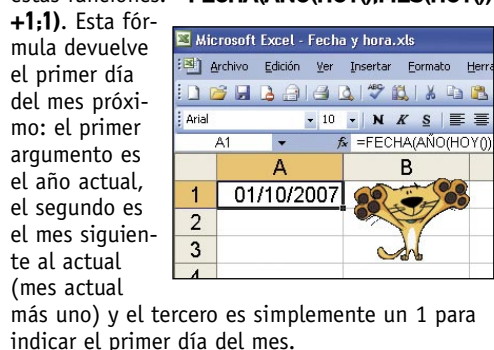 estas funciones. =FECHA(AÑO(HOY());MES(HOY())
+1;1). Esta fór-
mula devuelve
el primer día
del mes próxi-
mo: el primer
argumento es
el año actual,
el segundo es
el mes siguien-
te al actual
(mes actual
más uno) y el tercero es simplemente un 1 para
indicar el primer día del mes.
Microsoft Excel - Fecha y hora.xls
Archivo Edición Ver Insertar Formato Herra
Arial 10 N K S
A1 fx =FECHA(AÑO(HOY())
A B
1 01/10/2007
2
3
4